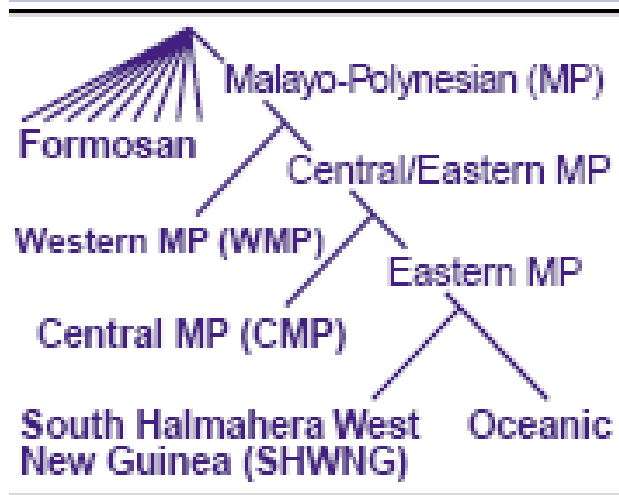 Malayo-Polynesian (MP)
Formosan
Central/Eastern MP
Western MP (WMP)
Eastern MP
Central MP (CMP)
South Halmahera West
New Guinea (SHWNG)
Oceanic